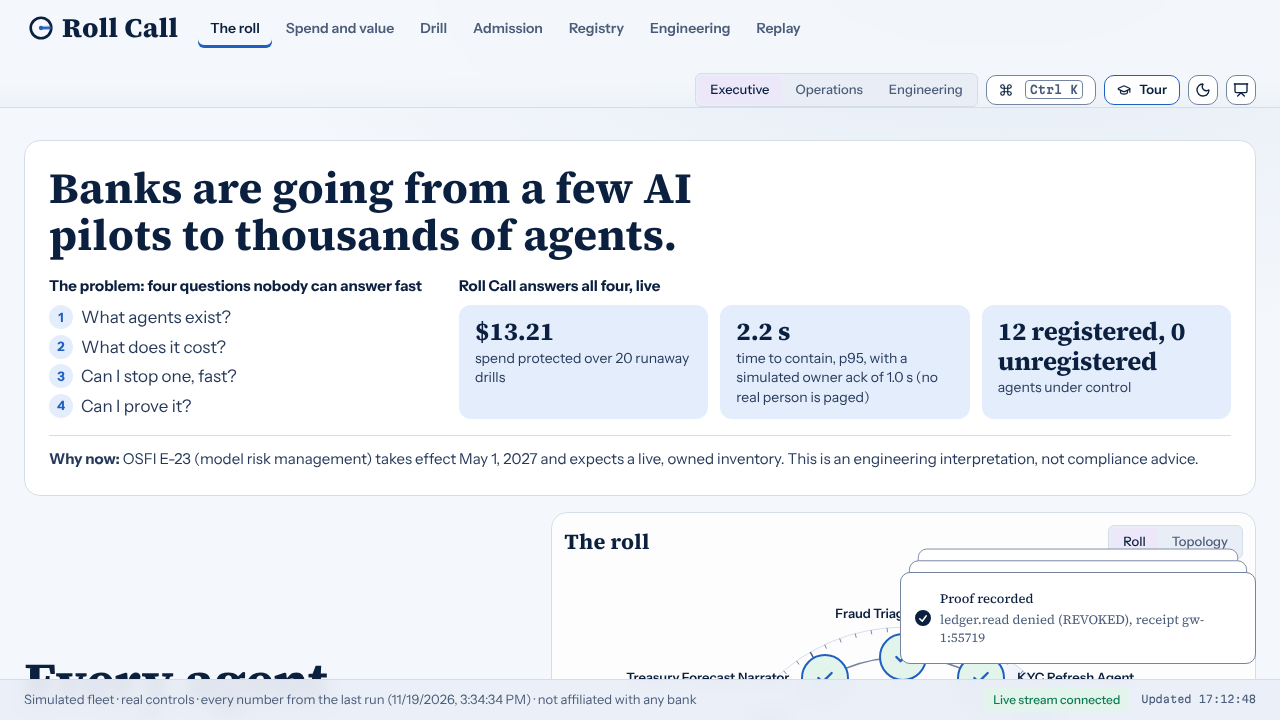 Roll Call
The roll
Spend and value
Drill
Admission
Registry
Engineering
Replay
Executive
Operations
Engineering
⌘ Ctrl K
Tour
Banks are going from a few AI
pilots to thousands of agents.
The problem: four questions nobody can answer fast
1 What agents exist?
2 What does it cost?
3 Can I stop one, fast?
4 Can I prove it?
Roll Call answers all four, live
$13.21
spend protected over 20 runaway
drills
2.2 s
time to contain, p95, with a
simulated owner ack of 1.0 s (no
real person is paged)
12 registered, 0
unregistered
agents under control
Why now: OSFI E-23 (model risk management) takes effect May 1, 2027 and expects a live, owned inventory. This is an engineering interpretation, not compliance advice.
Every agent
The roll
Roll
Topology
Fraud Triag
Treasury Forecast Narrator
KYC Refresh Agent
Proof recorded
ledger.read denied (REVOKED), receipt gw-
1:55719
Simulated fleet · real controls · every number from the last run (11/19/2026, 3:34:34 PM) · not affiliated with any bank
Live stream connected
Updated 17:12:48